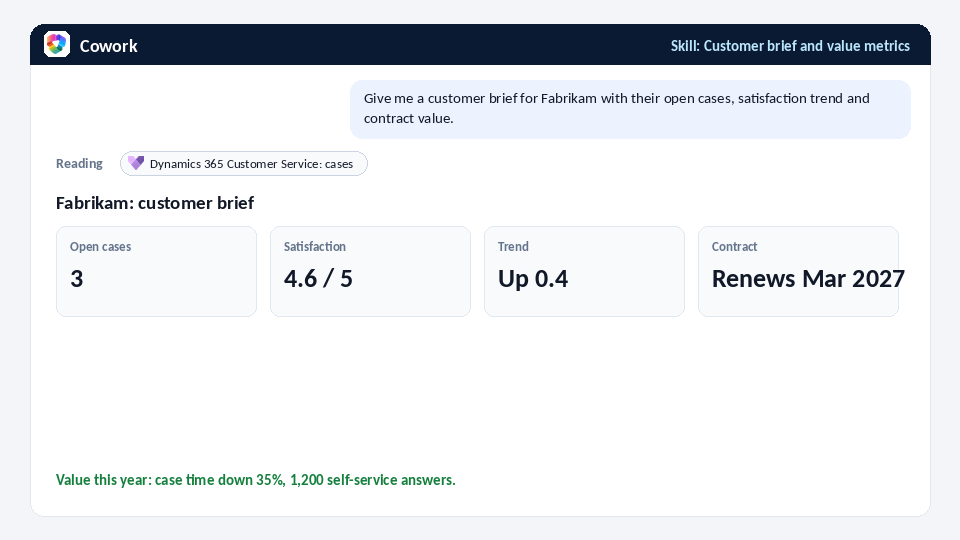 Cowork
Skill: Customer brief and value metrics
Give me a customer brief for Fabrikam with their open cases, satisfaction trend and
contract value.
Reading
Dynamics 365 Customer Service: cases
Fabrikam: customer brief
Open cases
3
Satisfaction
4.6 / 5
Trend
Up 0.4
Contract
Renews Mar 2027
Value this year: case time down 35%, 1,200 self-service answers.